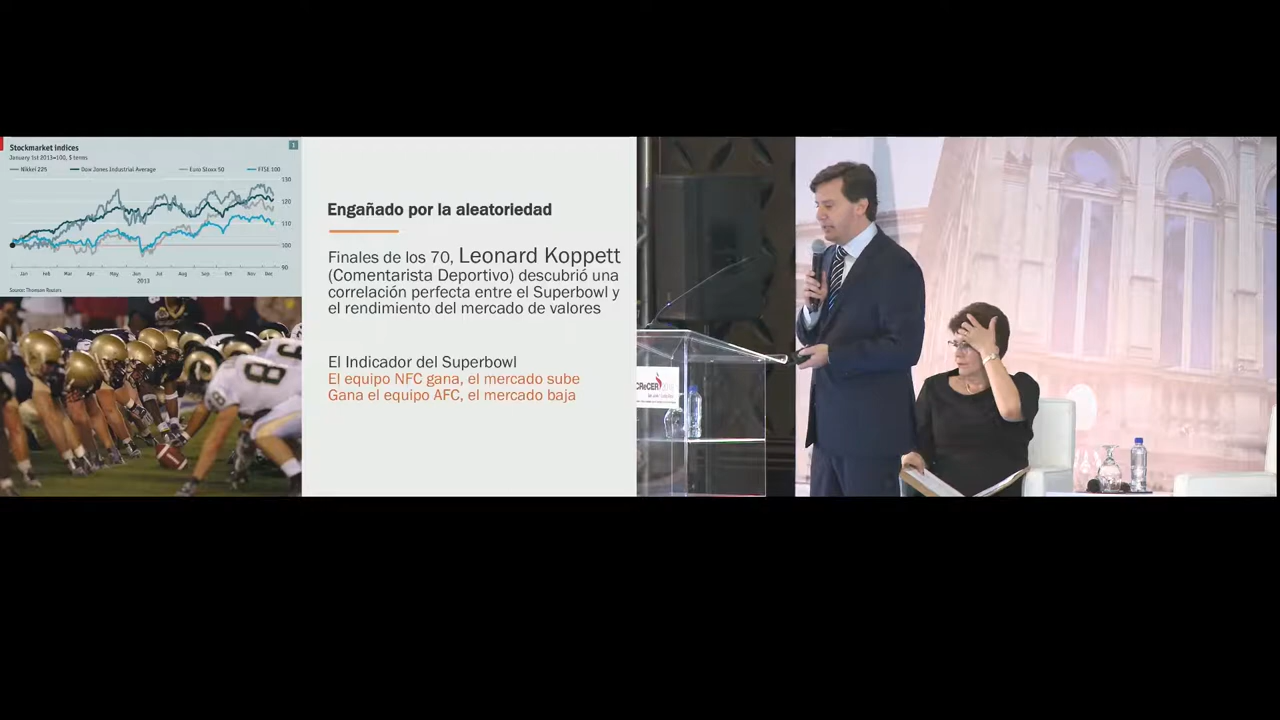 Stockmarket indices
1
January 1st 2013=100, $ terms
Nikkei 225
Dow Jones Industrial Average
Euro Stoxx 50
FTSE 100
130
120
110
100
90
Jan Feb Mar Apr May Jun Jul Aug Sep Oct Nov Dec
2013
Source: Thomson Reuters
88
Engañado por la aleatoriedad
Finales de los 70, Leonard Koppett
(Comentarista Deportivo) descubrió una
correlación perfecta entre el Superbowl y
el rendimiento del mercado de valores
El Indicador del Superbowl
El equipo NFC gana, el mercado sube
Gana el equipo AFC, el mercado baja
CReCER